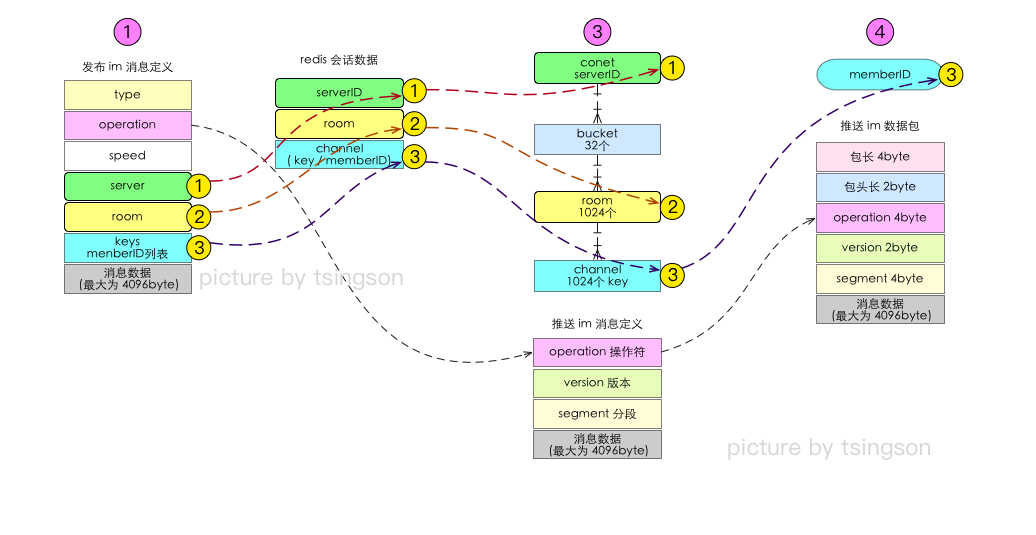 1
发布 im 消息定义
type
operation
speed
server
1
room
2
keys
menberID列表
3
消息数据
(最大为 4096byte)
redis 会话数据
serverID
1
room
2
channel
( key / memberID)
3
picture by tsingson
3
conet
serverID
1
bucket
32个
room
1024个
2
channel
1024个 key
3
推送 im 消息定义
operation 操作符
version 版本
segment 分段
消息数据
(最大为 4096byte)
4
memberID
3
推送 im 数据包
包长 4byte
包头长 2byte
operation 4byte
version 2byte
segment 4byte
消息数据
(最大为 4096byte)
picture by tsingson